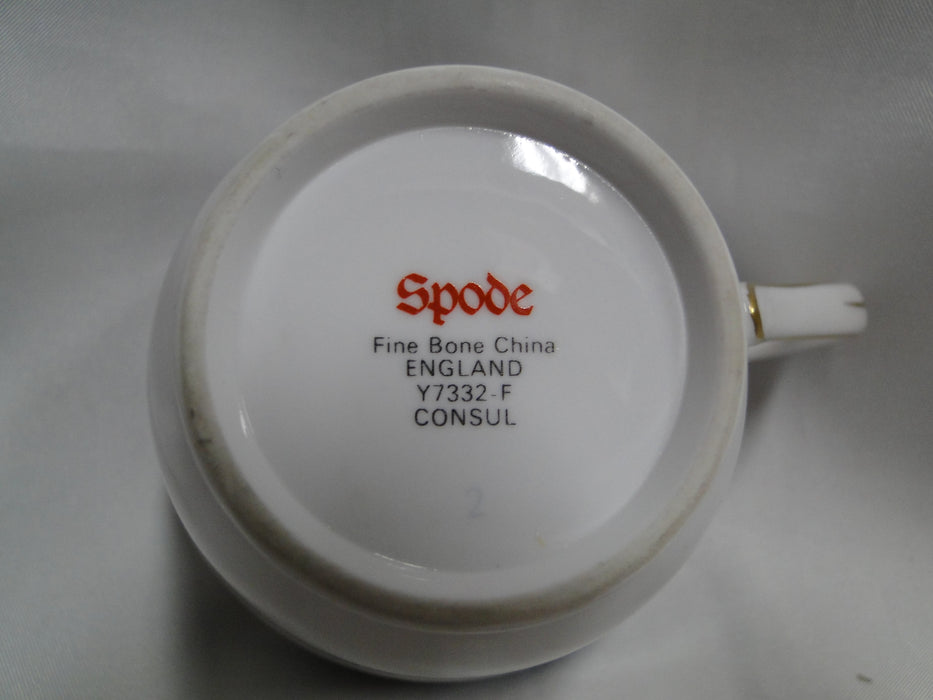 Spode
Fine Bone China
ENGLAND
Y7332-F
CONSUL
2